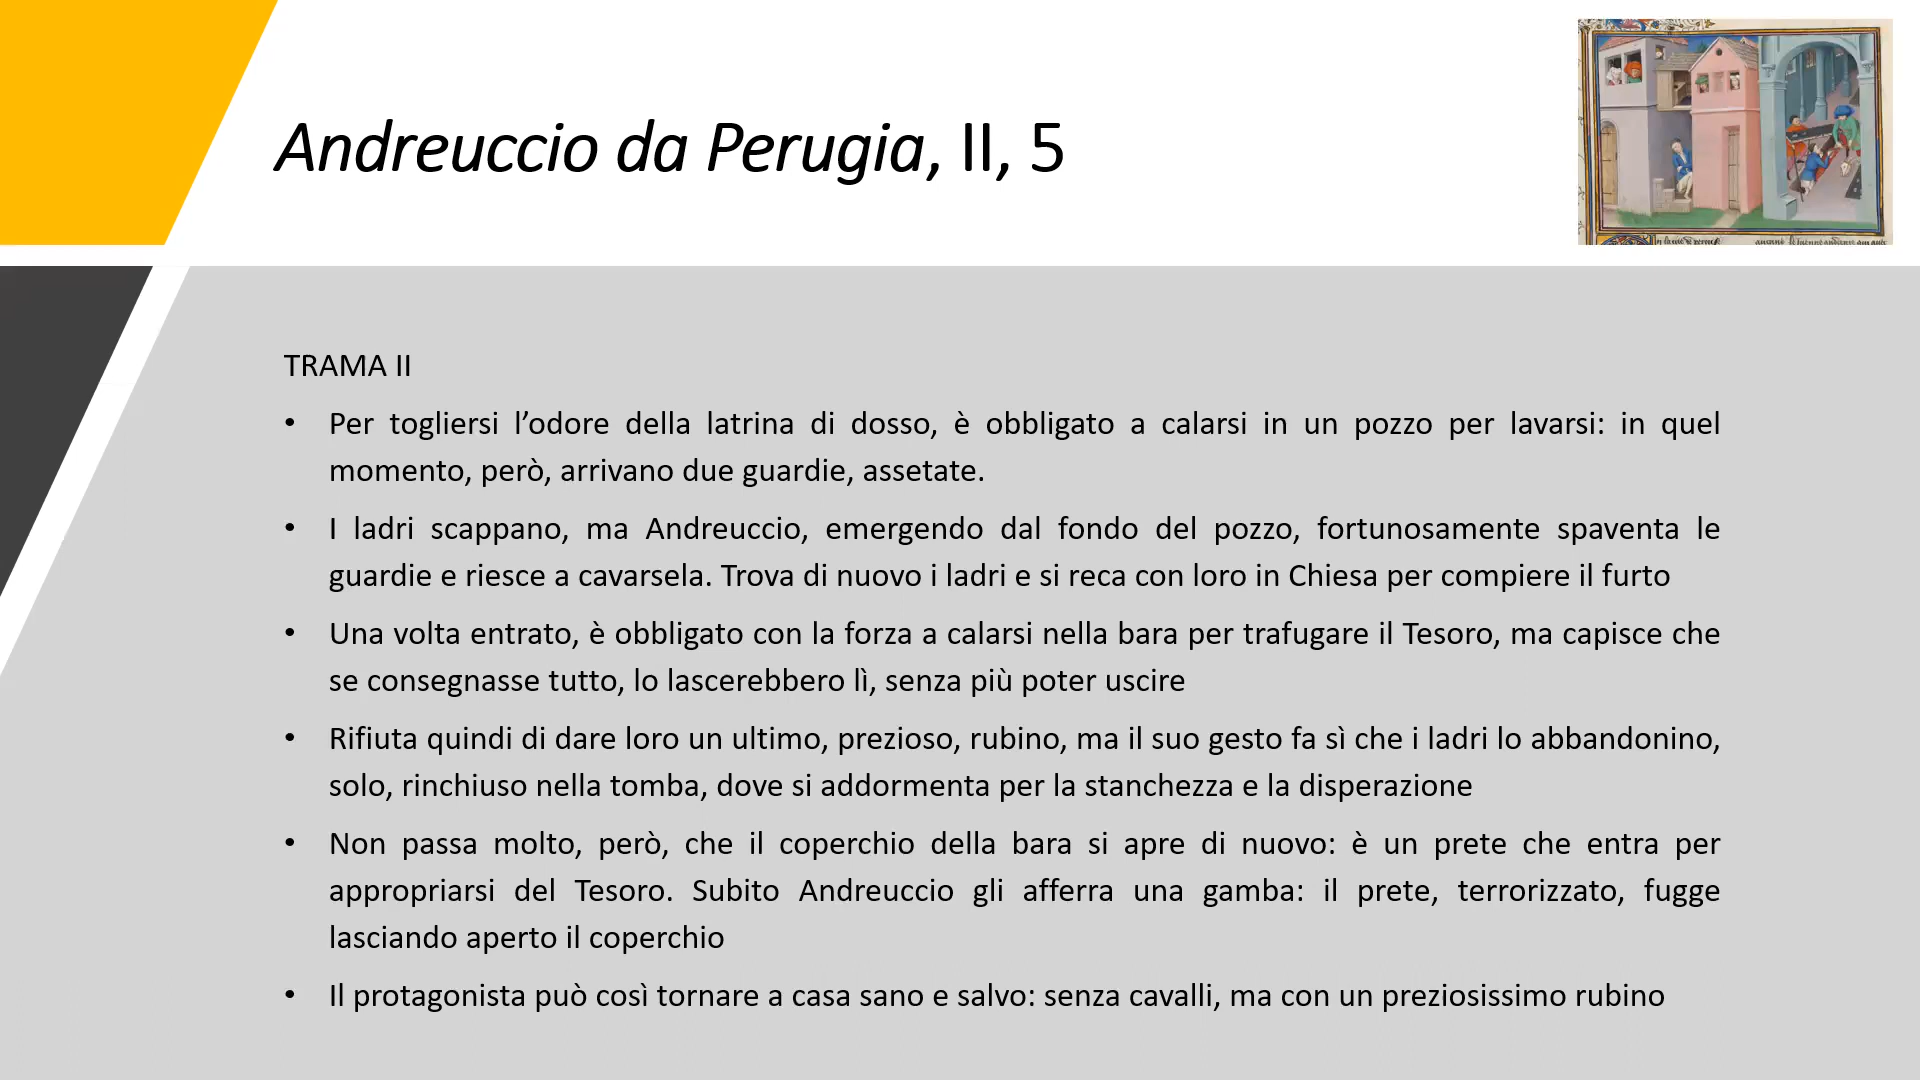 Andreuccio da Perugia, II, 5
TRAMA II
• Per togliersi l’odore della latrina di dosso, è obbligato a calarsi in un pozzo per lavarsi: in quel
momento, però, arrivano due guardie, assetate.
• I ladri scappano, ma Andreuccio, emergendo dal fondo del pozzo, fortunosamente spaventa le
guardie e riesce a cavarsela. Trova di nuovo i ladri e si reca con loro in Chiesa per compiere il furto
• Una volta entrato, è obbligato con la forza a calarsi nella bara per trafugare il Tesoro, ma capisce che
se consegnasse tutto, lo lascerebbero lì, senza più poter uscire
• Rifiuta quindi di dare loro un ultimo, prezioso, rubino, ma il suo gesto fa sì che i ladri lo abbandonino,
solo, rinchiuso nella tomba, dove si addormenta per la stanchezza e la disperazione
• Non passa molto, però, che il coperchio della bara si apre di nuovo: è un prete che entra per
appropriarsi del Tesoro. Subito Andreuccio gli afferra una gamba: il prete, terrorizzato, fugge
lasciando aperto il coperchio
• Il protagonista può così tornare a casa sano e salvo: senza cavalli, ma con un preziosissimo rubino